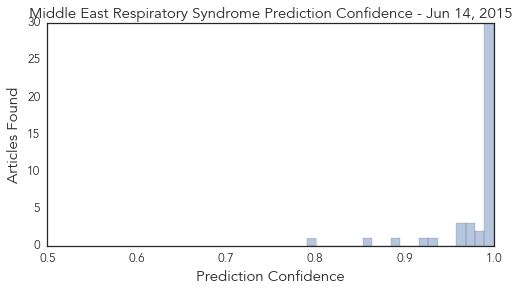 Middle East Respiratory Syndrome Prediction Confidence - Jun 14, 2015
30
25
20
15
10
5
0
Articles Found
0.5 0.6 0.7 0.8 0.9 1.0
Prediction Confidence